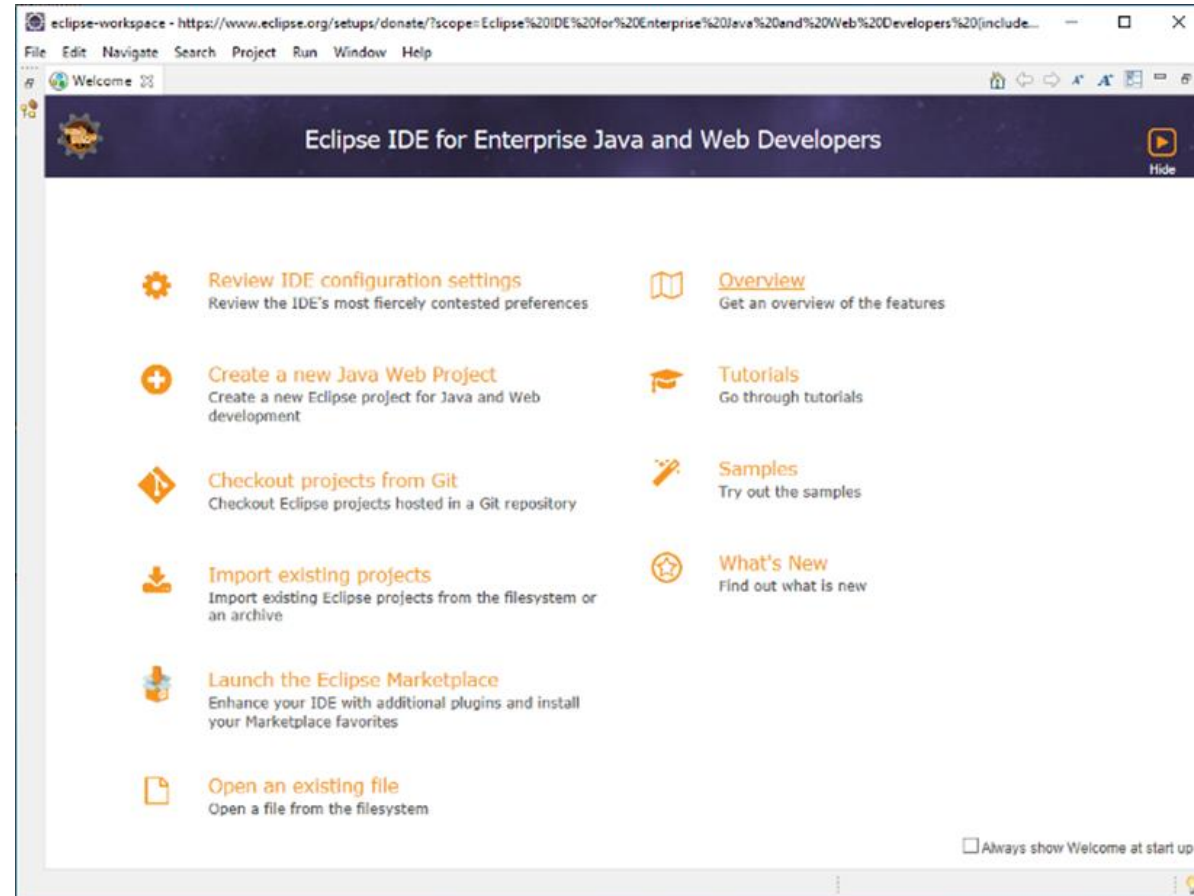 eclipse-workspace - https://www.eclipse.org/setups/donate/?scope=Eclipse%20IDE%20for%20Enterprise%20Java%20and%20Web%20Developers%20(include...
File Edit Navigate Search Project Run Window Help
Welcome
Eclipse IDE for Enterprise Java and Web Developers
Hide
Review IDE configuration settings
Review the IDE's most fiercely contested preferences
Create a new Java Web Project
Create a new Eclipse project for Java and Web
development
Checkout projects from Git
Checkout Eclipse projects hosted in a Git repository
Import existing projects
Import existing Eclipse projects from the filesystem or
an archive
Launch the Eclipse Marketplace
Enhance your IDE with additional plugins and install
your Marketplace favorites
Open an existing file
Open a file from the filesystem
Overview
Get an overview of the features
Tutorials
Go through tutorials
Samples
Try out the samples
What's New
Find out what is new
Always show Welcome at start up